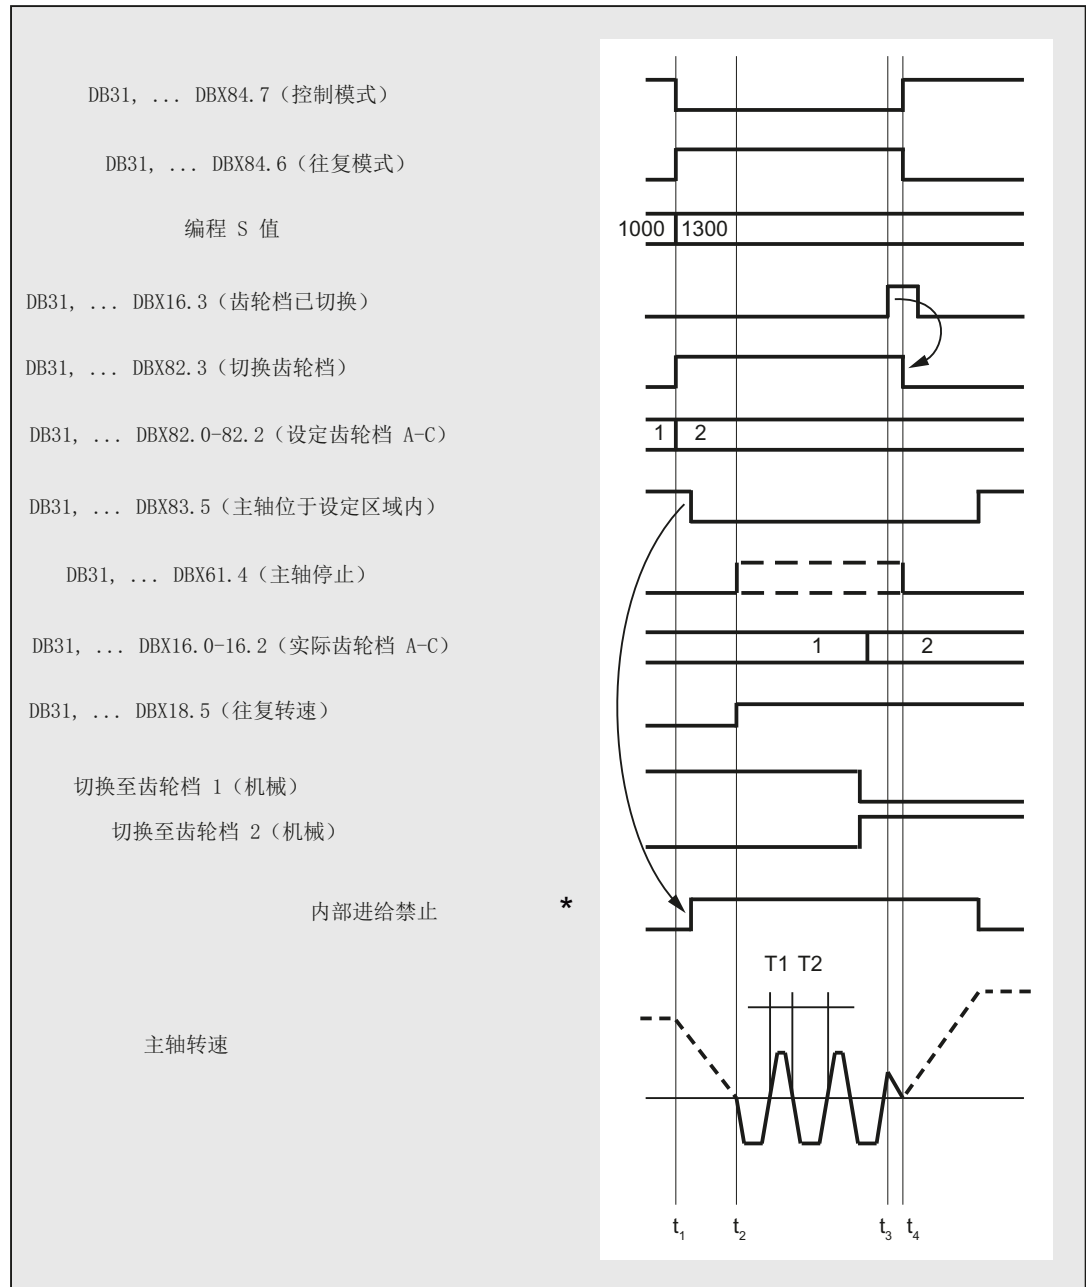 DB31, ... DBX84.7（控制模式）
DB31, ... DBX84.6（往复模式）
编程 S 值
1000 1300
DB31, ... DBX16.3（齿轮档已切换）
DB31, ... DBX82.3（切换齿轮档）
DB31, ... DBX82.0-82.2（设定齿轮档 A-C）
1 2
DB31, ... DBX83.5（主轴位于设定区域内）
DB31, ... DBX61.4（主轴停止）
DB31, ... DBX16.0-16.2（实际齿轮档 A-C）
1 2
DB31, ... DBX18.5（往复转速）
切换至齿轮档 1（机械）
切换至齿轮档 2（机械）
内部进给禁止 *
T1 T2
主轴转速
t₁ t₂ t₃ t₄